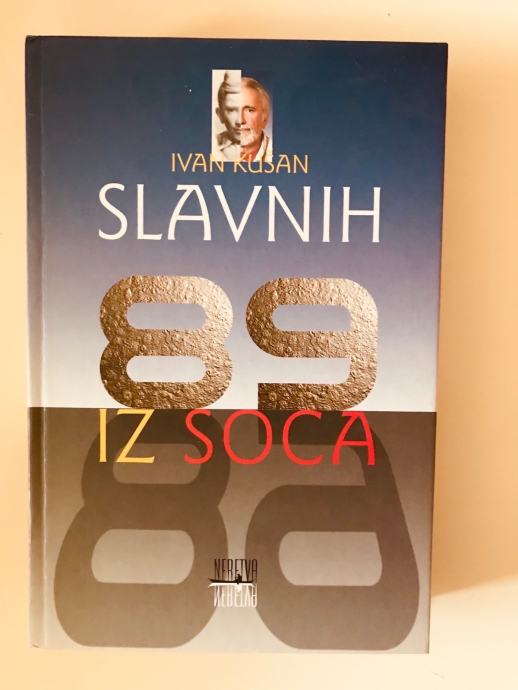 IVAN KUŠAN
SLAVNIH
89
IZ SOCA
NERETVA